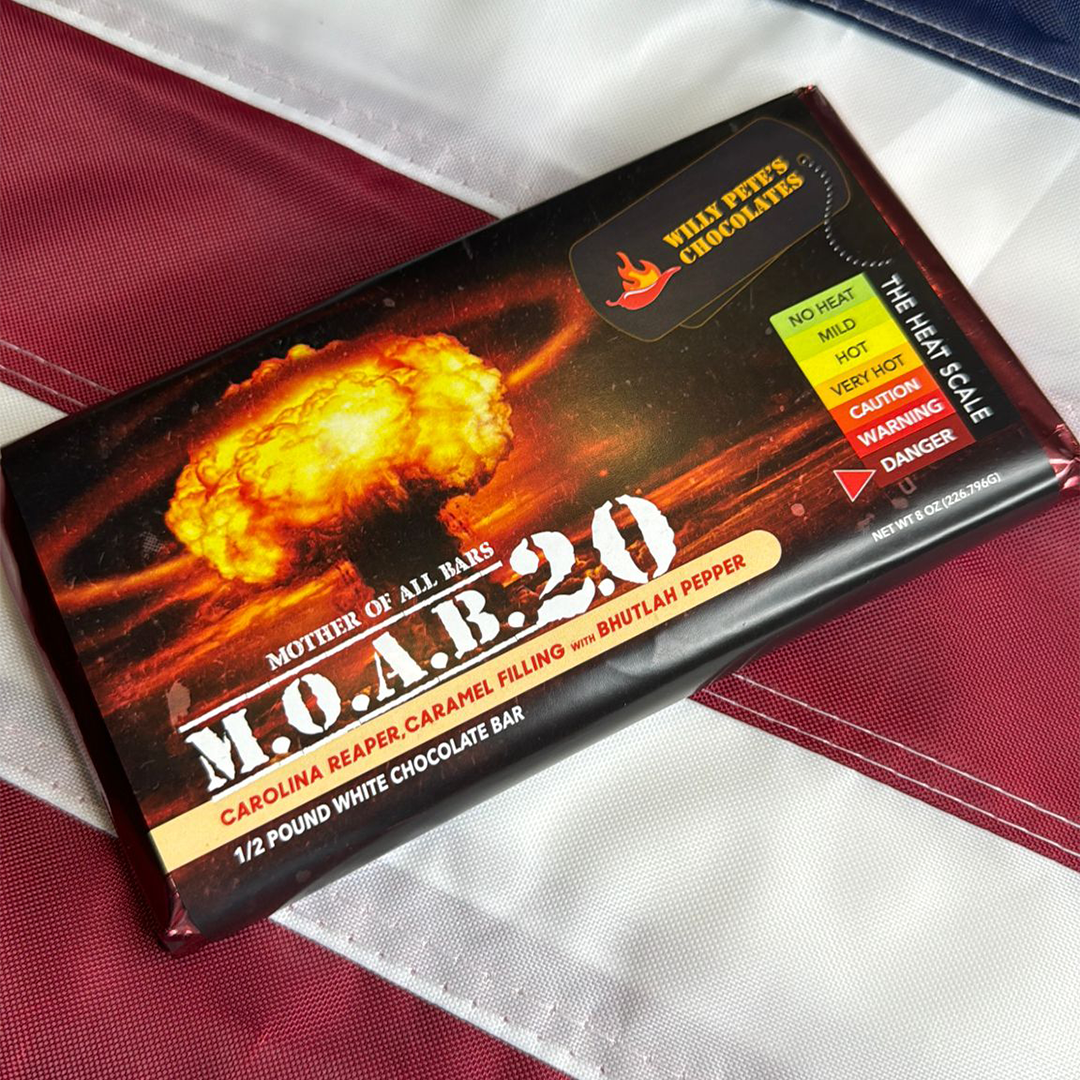 WILLY PETE'S
CHOCOLATES
THE HEAT SCALE
NO HEAT
MILD
HOT
VERY HOT
CAUTION
WARNING
DANGER
NET WT 8 OZ (226.796G)
MOTHER OF ALL BARS
M.O.A.B. 2.0
CAROLINA REAPER, CARAMEL FILLING WITH BHUTLAH PEPPER
1/2 POUND WHITE CHOCOLATE BAR